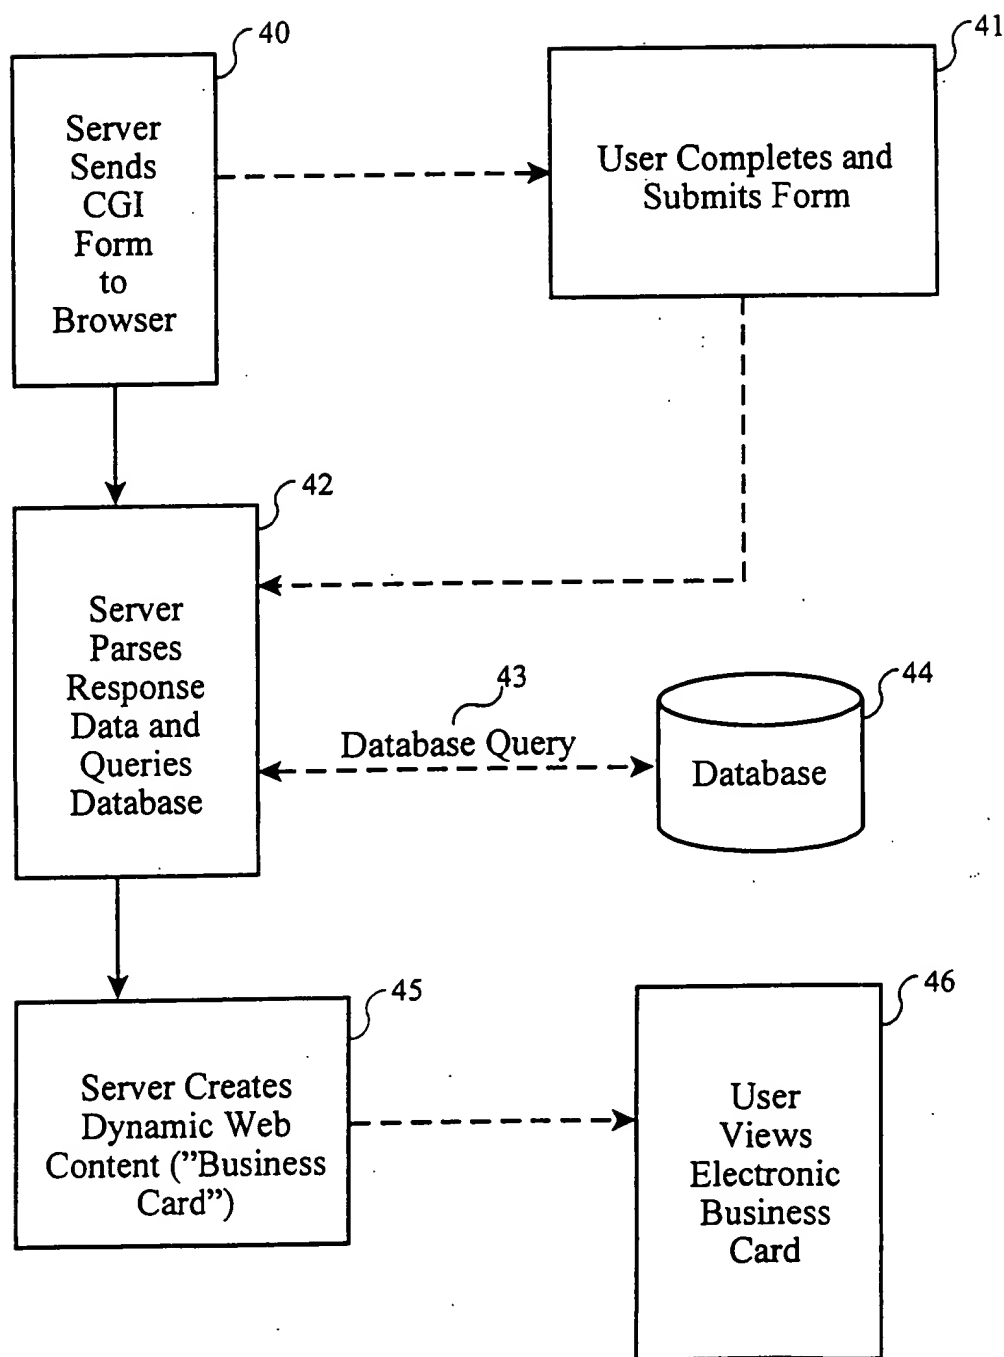 40
Server
Sends
CGI
Form
to
Browser
41
User Completes and
Submits Form
42
Server
Parses
Response
Data and
Queries
Database
43
Database Query
44
Database
45
Server Creates
Dynamic Web
Content (”Business
Card”)
46
User
Views
Electronic
Business
Card